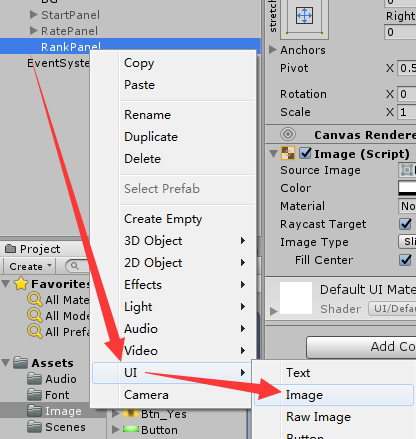 StartPanel
RatePanel
RankPanel
EventSyste
Copy
Paste
Rename
Duplicate
Delete
Select Prefab
Create Empty
3D Object
2D Object
Effects
Light
Audio
Video
UI
Camera
Text
Image
Raw Image
Project
Create
Favorites
All Mate
All Mode
All Prefa
Assets
Audio
Font
Image
Scenes
Btn_Yes
Button
stretch
0
Right
0
Anchors
Pivot
X 0.5
Rotation
X 0
Scale
X 1
Canvas Rendere
Image (Script)
Source Image
Color
Material
No
Raycast Target
Image Type
Sli
Fill Center
Default UI Mate
Shader
UI/Defau
Add Co